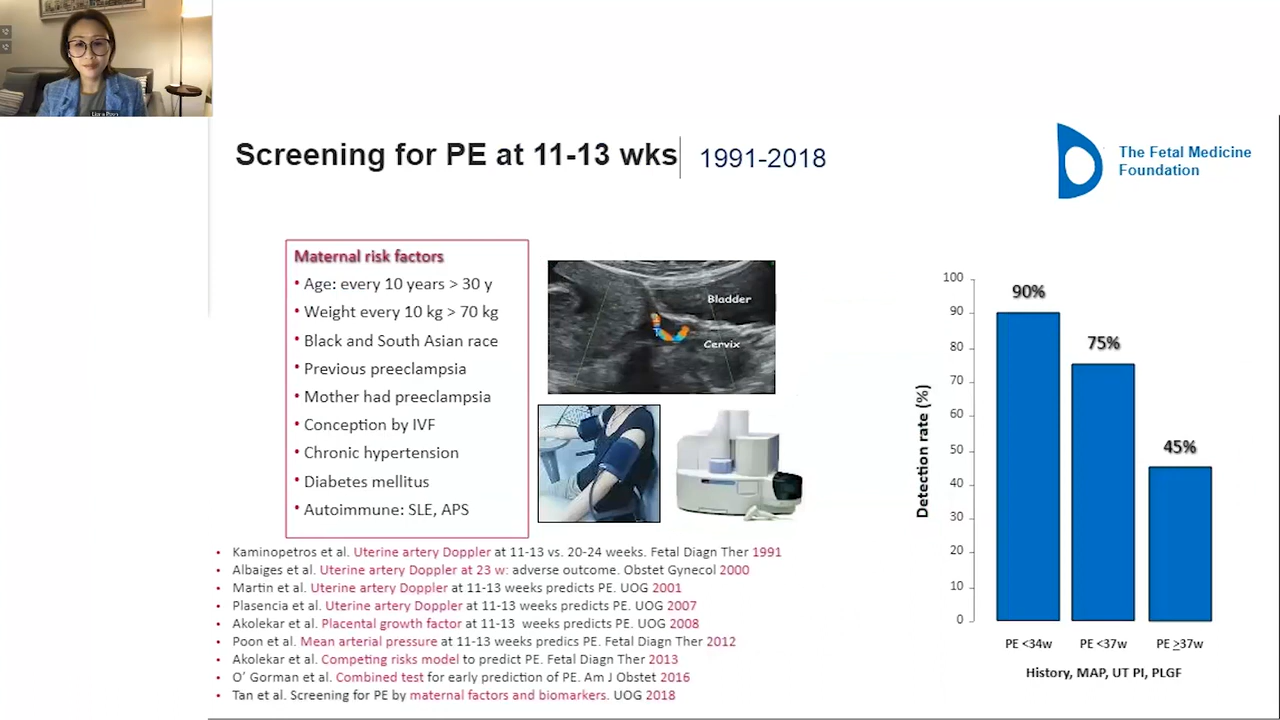 Screening for PE at 11-13 wks
1991-2018
The Fetal Medicine
Foundation
Maternal risk factors
• Age: every 10 years > 30 y
• Weight every 10 kg > 70 kg
• Black and South Asian race
• Previous preeclampsia
• Mother had preeclampsia
• Conception by IVF
• Chronic hypertension
• Diabetes mellitus
• Autoimmune: SLE, APS
Bladder
Cervix
• Kaminopetros et al. Uterine artery Doppler at 11-13 vs. 20-24 weeks. Fetal Diagn Ther 1991
• Albaiges et al. Uterine artery Doppler at 23 w: adverse outcome. Obstet Gynecol 2000
• Martin et al. Uterine artery Doppler at 11-13 weeks predicts PE. UOG 2001
• Plasencia et al. Uterine artery Doppler at 11-13 weeks predicts PE. UOG 2007
• Akolekar et al. Placental growth factor at 11-13 weeks predicts PE. UOG 2008
• Poon et al. Mean arterial pressure at 11-13 weeks predics PE. Fetal Diagn Ther 2012
• Akolekar et al. Competing risks model to predict PE. Fetal Diagn Ther 2013
• O' Gorman et al. Combined test for early prediction of PE. Am J Obstet 2016
• Tan et al. Screening for PE by maternal factors and biomarkers. UOG 2018
Detection rate (%)
100
90
80
70
60
50
40
30
20
10
0
90%
75%
45%
PE <34w
PE <37w
PE ≥37w
History, MAP, UT PI, PLGF